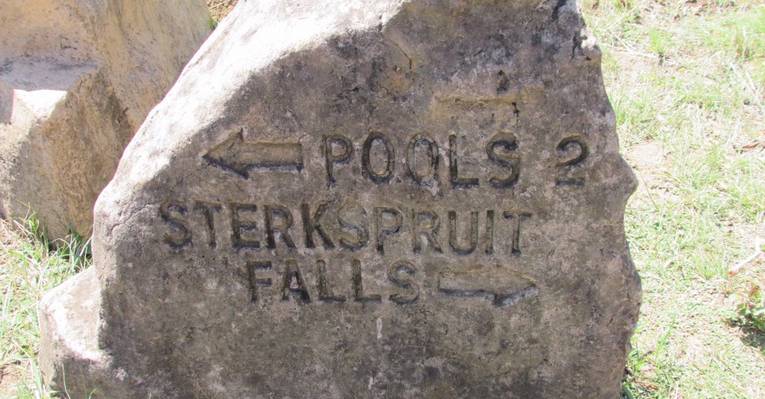 ← POOLS 2
STERKSPRUIT
FALLS →